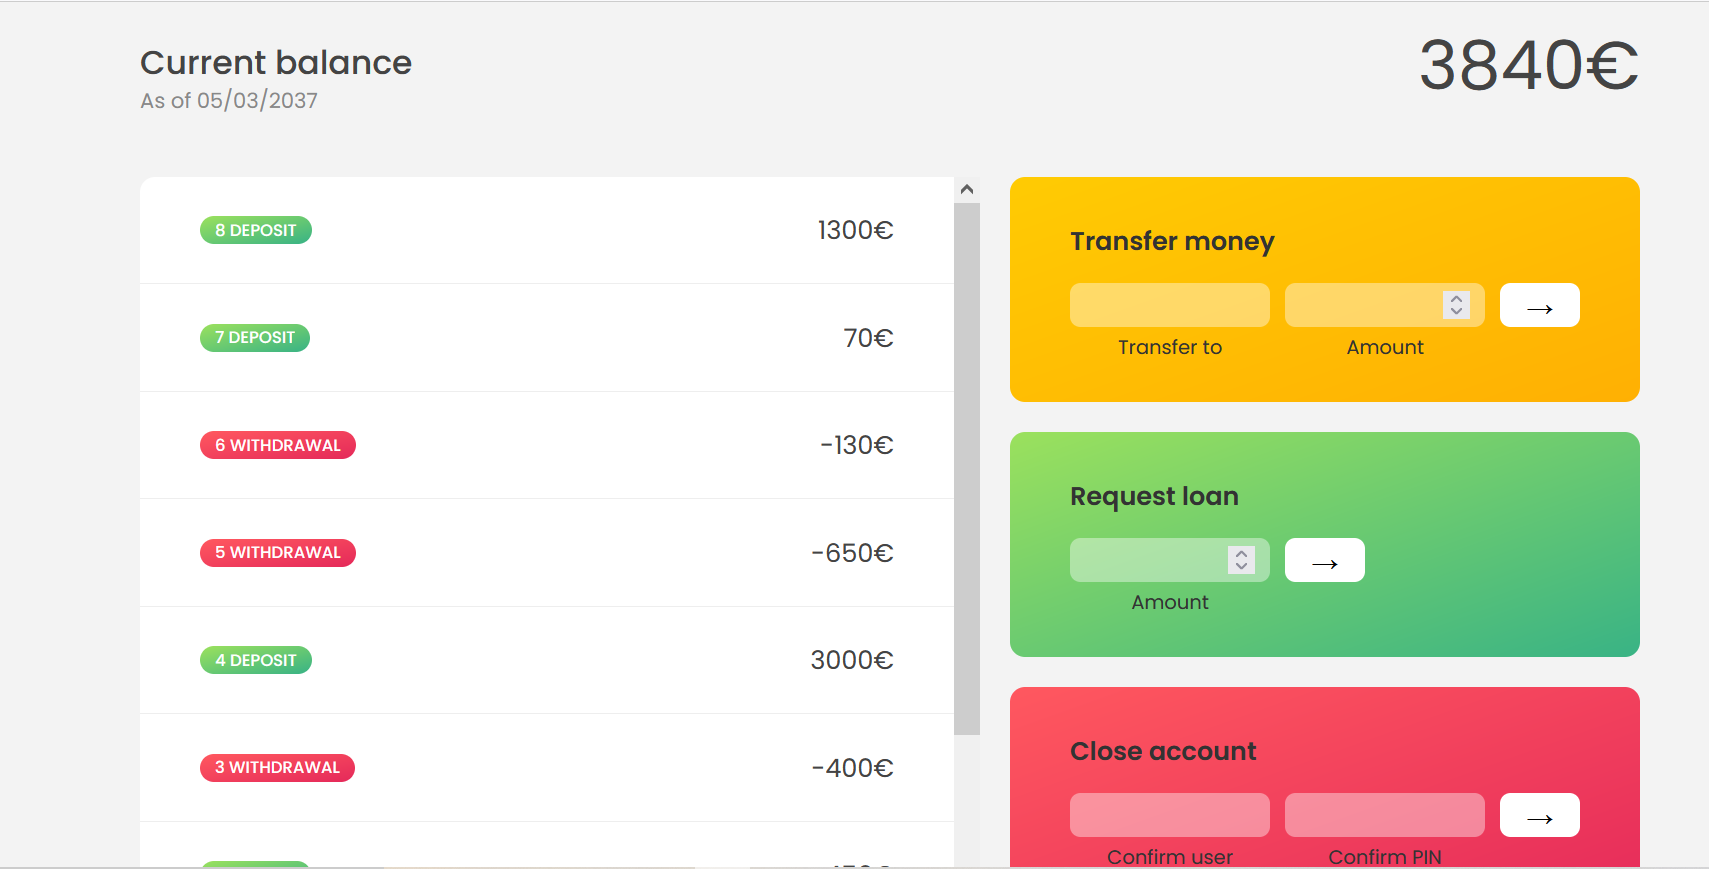 Current balance
3840€
As of 05/03/2037
8 DEPOSIT
1300€
7 DEPOSIT
70€
6 WITHDRAWAL
-130€
5 WITHDRAWAL
-650€
4 DEPOSIT
3000€
3 WITHDRAWAL
-400€
Transfer money
→
Transfer to
Amount
Request loan
→
Amount
Close account
→
Confirm user
Confirm PIN